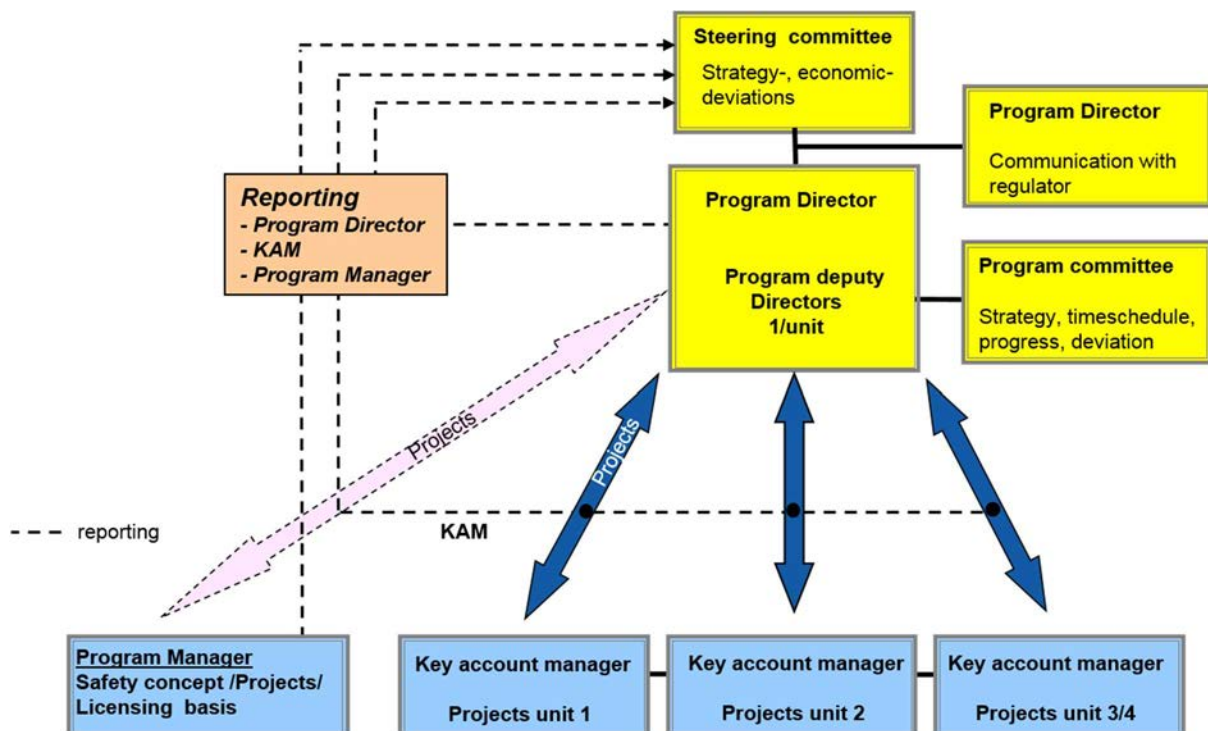 Steering committee
Strategy-, economic-
deviations
Program Director
Communication with
regulator
Reporting
- Program Director
- KAM
- Program Manager
Program Director
Program deputy
Directors
1/unit
Program committee
Strategy, timeschedule,
progress, deviation
Projects
Projects
KAM
reporting
Program Manager
Safety concept /Projects/
Licensing basis
Key account manager
Projects unit 1
Key account manager
Projects unit 2
Key account manager
Projects unit 3/4